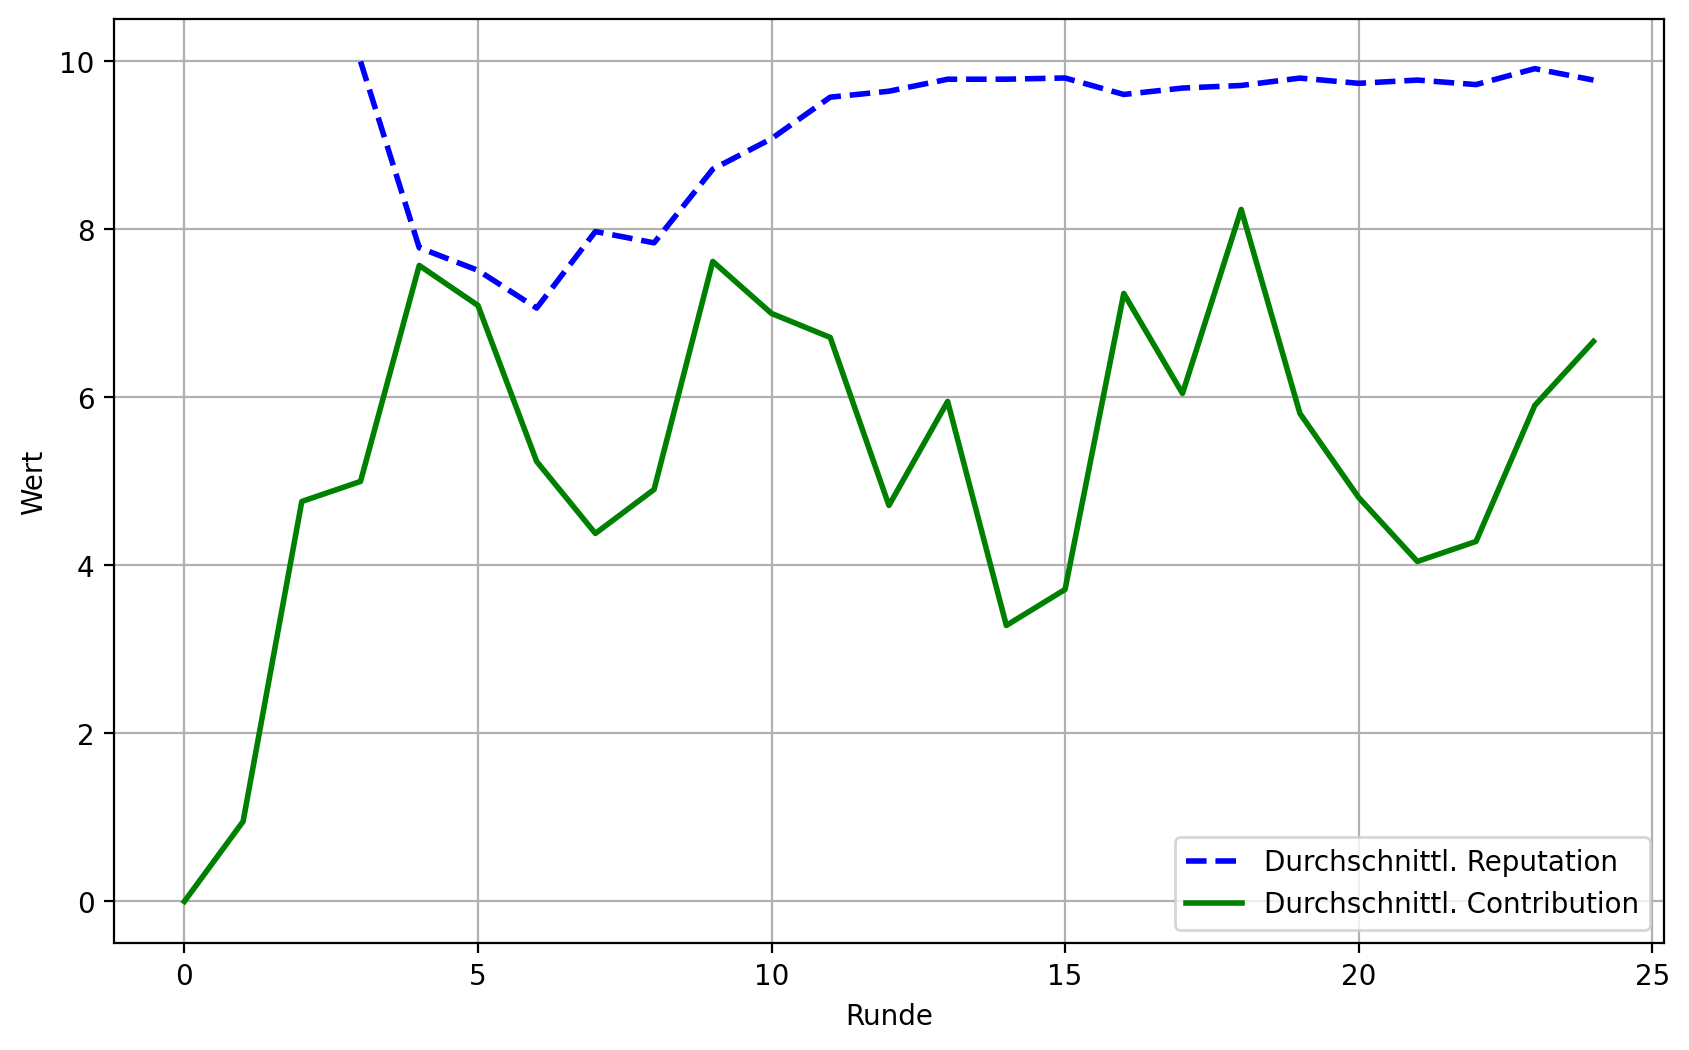 10
8
6
4
2
0
Wert
0 5 10 15 20 25
Runde
Durchschnittl. Reputation
Durchschnittl. Contribution